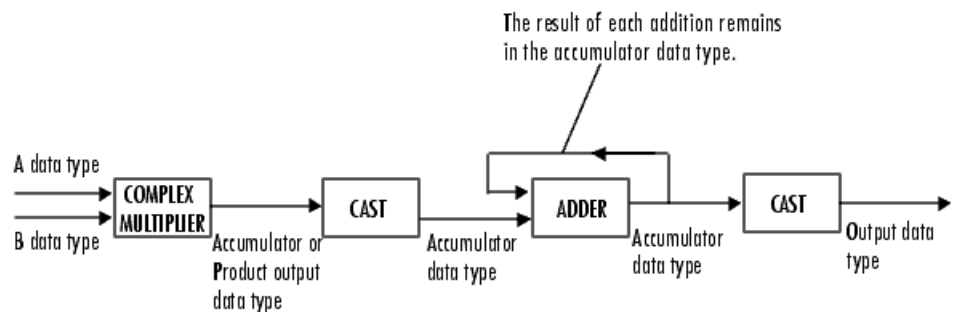 The result of each addition remains
in the accumulator data type.
A data type
B data type
COMPLEX
MULTIPLIER
Accumulator or
Product output
data type
CAST
Accumulator
data type
ADDER
Accumulator
data type
CAST
Output data
type